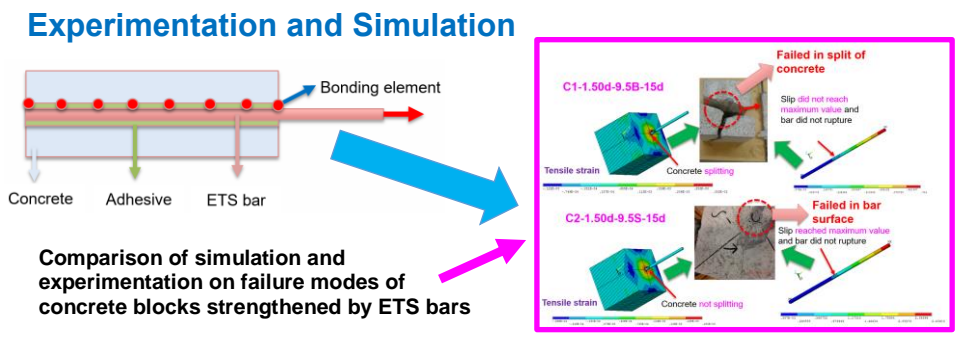 Experimentation and Simulation
Bonding element
Concrete
Adhesive
ETS bar
Comparison of simulation and
experimentation on failure modes of
concrete blocks strengthened by ETS bars
Failed in split of
concrete
C1-1.50d-9.5B-15d
Slip did not reach
maximum value and
bar did not rupture
Tensile strain
Concrete splitting
C2-1.50d-9.5S-15d
Failed in bar
surface
Slip reached maximum value
and bar did not rupture
Tensile strain
Concrete not splitting